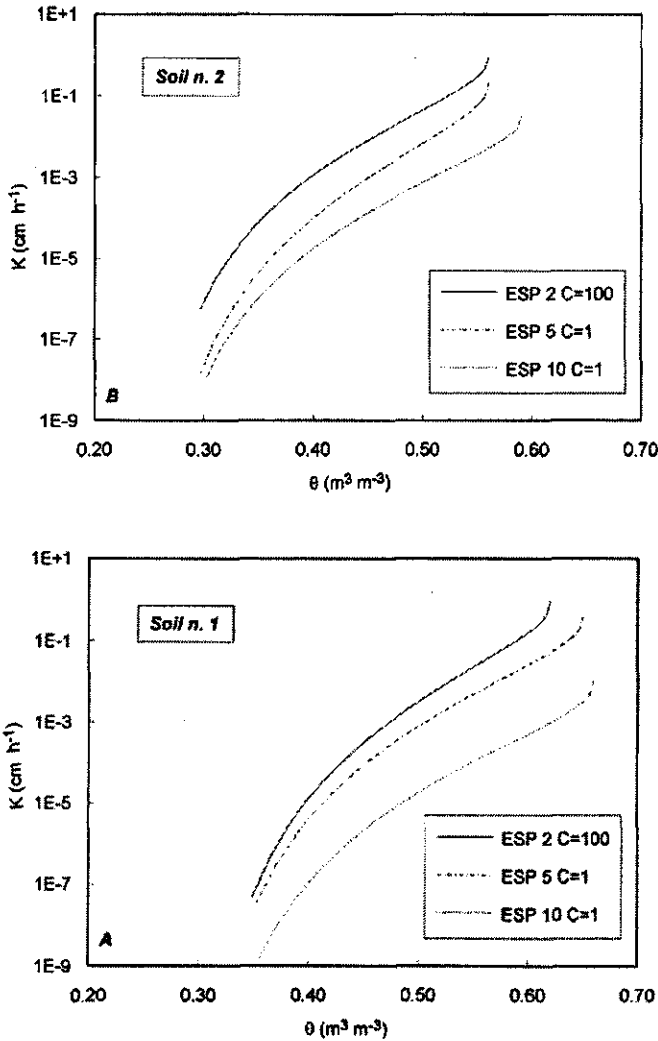 1E+1
Soil n. 2
1E-1
1E-3
K (cm h⁻¹)
1E-5
ESP 2 C=100
ESP 5 C=1
1E-7
ESP 10 C=1
B
1E-9
0.20 0.30 0.40 0.50 0.60 0.70
θ (m³ m⁻³)
1E+1
Soil n. 1
1E-1
1E-3
K (cm h⁻¹)
1E-5
ESP 2 C=100
ESP 5 C=1
1E-7
ESP 10 C=1
A
1E-9
0.20 0.30 0.40 0.50 0.60 0.70
θ (m³ m⁻³)